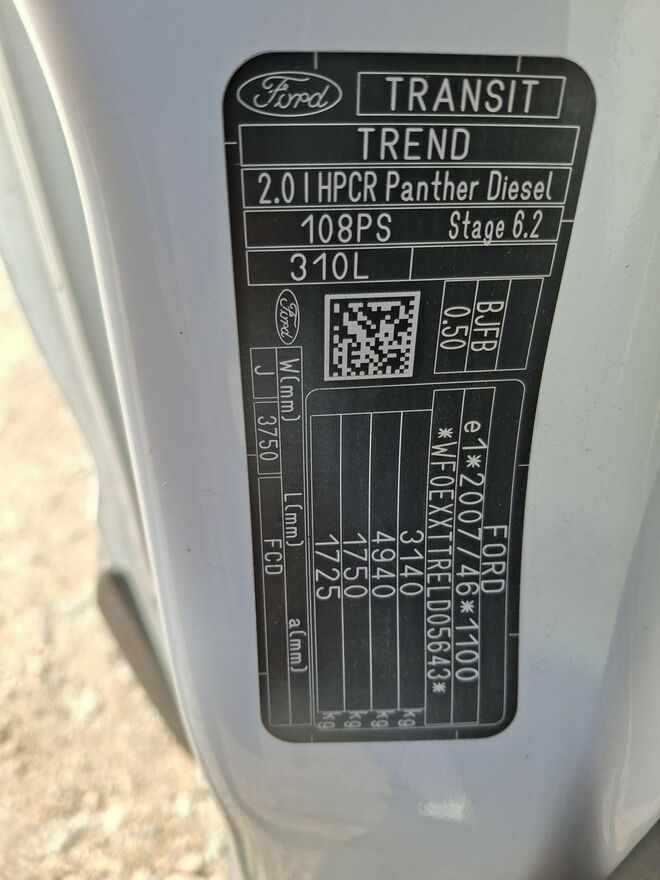 Ford TRANSIT
TREND
2.0 l HPCR Panther Diesel
108PS Stage 6.2
310L
Ford
BJFB
0.50
FORD
e1*2007/46*1100
*WF0EXXTTRELD05643*
3140 kg
4940 kg
1750 kg
1725 kg
W(mm) L(mm) a(mm)
J 3750 FCD